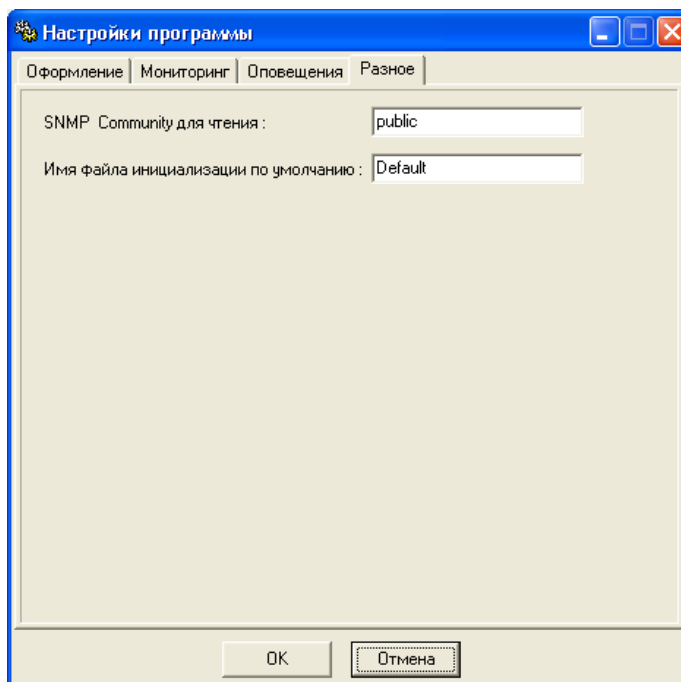 Настройки программы
Оформление Мониторинг Оповещения Разное
SNMP Community для чтения : public
Имя файла инициализации по умолчанию : Default
OK Отмена